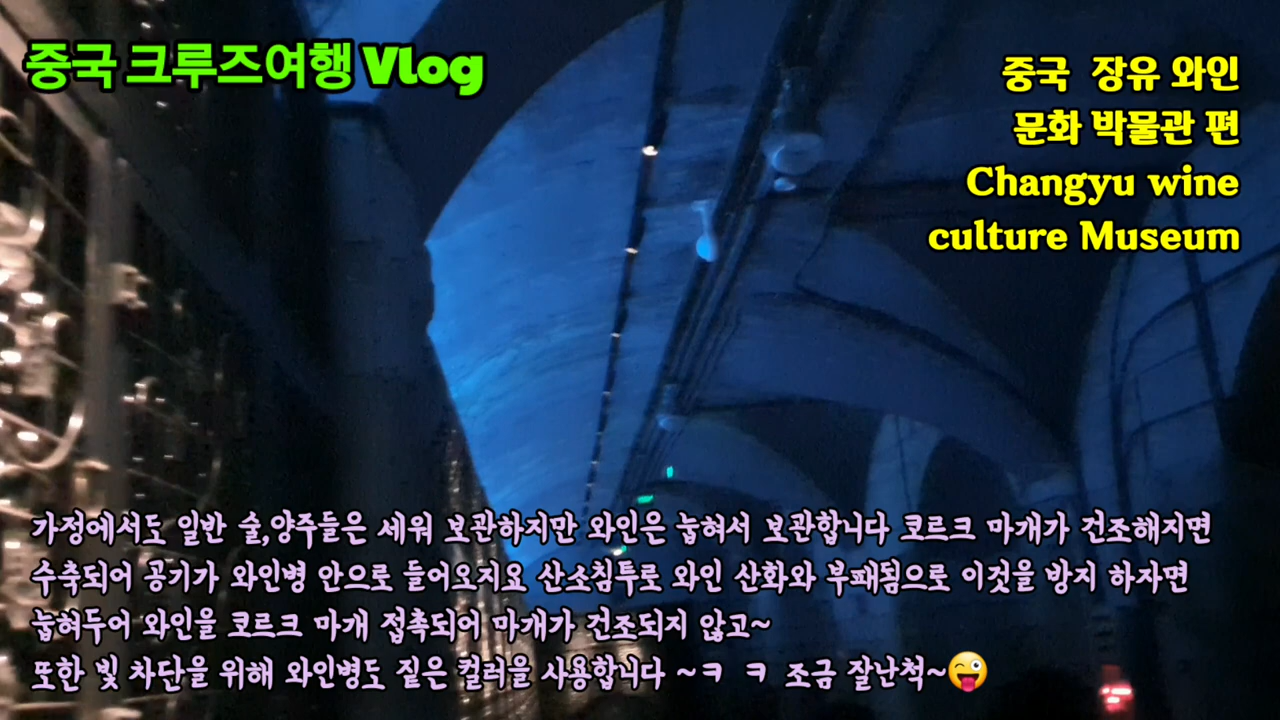 중국 크루즈여행 Vlog
중국 장유 와인
문화 박물관 편
Changyu wine
culture Museum
가정에서도 일반 술,양주들은 세워 보관하지만 와인은 눕혀서 보관합니다 코르크 마개가 건조해지면
수축되어 공기가 와인병 안으로 들어오지요 산소침투로 와인 산화와 부패됨으로 이것을 방지 하자면
눕혀두어 와인을 코르크 마개 접촉되어 마개가 건조되지 않고~
또한 빛 차단을 위해 와인병도 짙은 컬러을 사용합니다 ~ㅋ ㅋ 조금 잘난척~😜